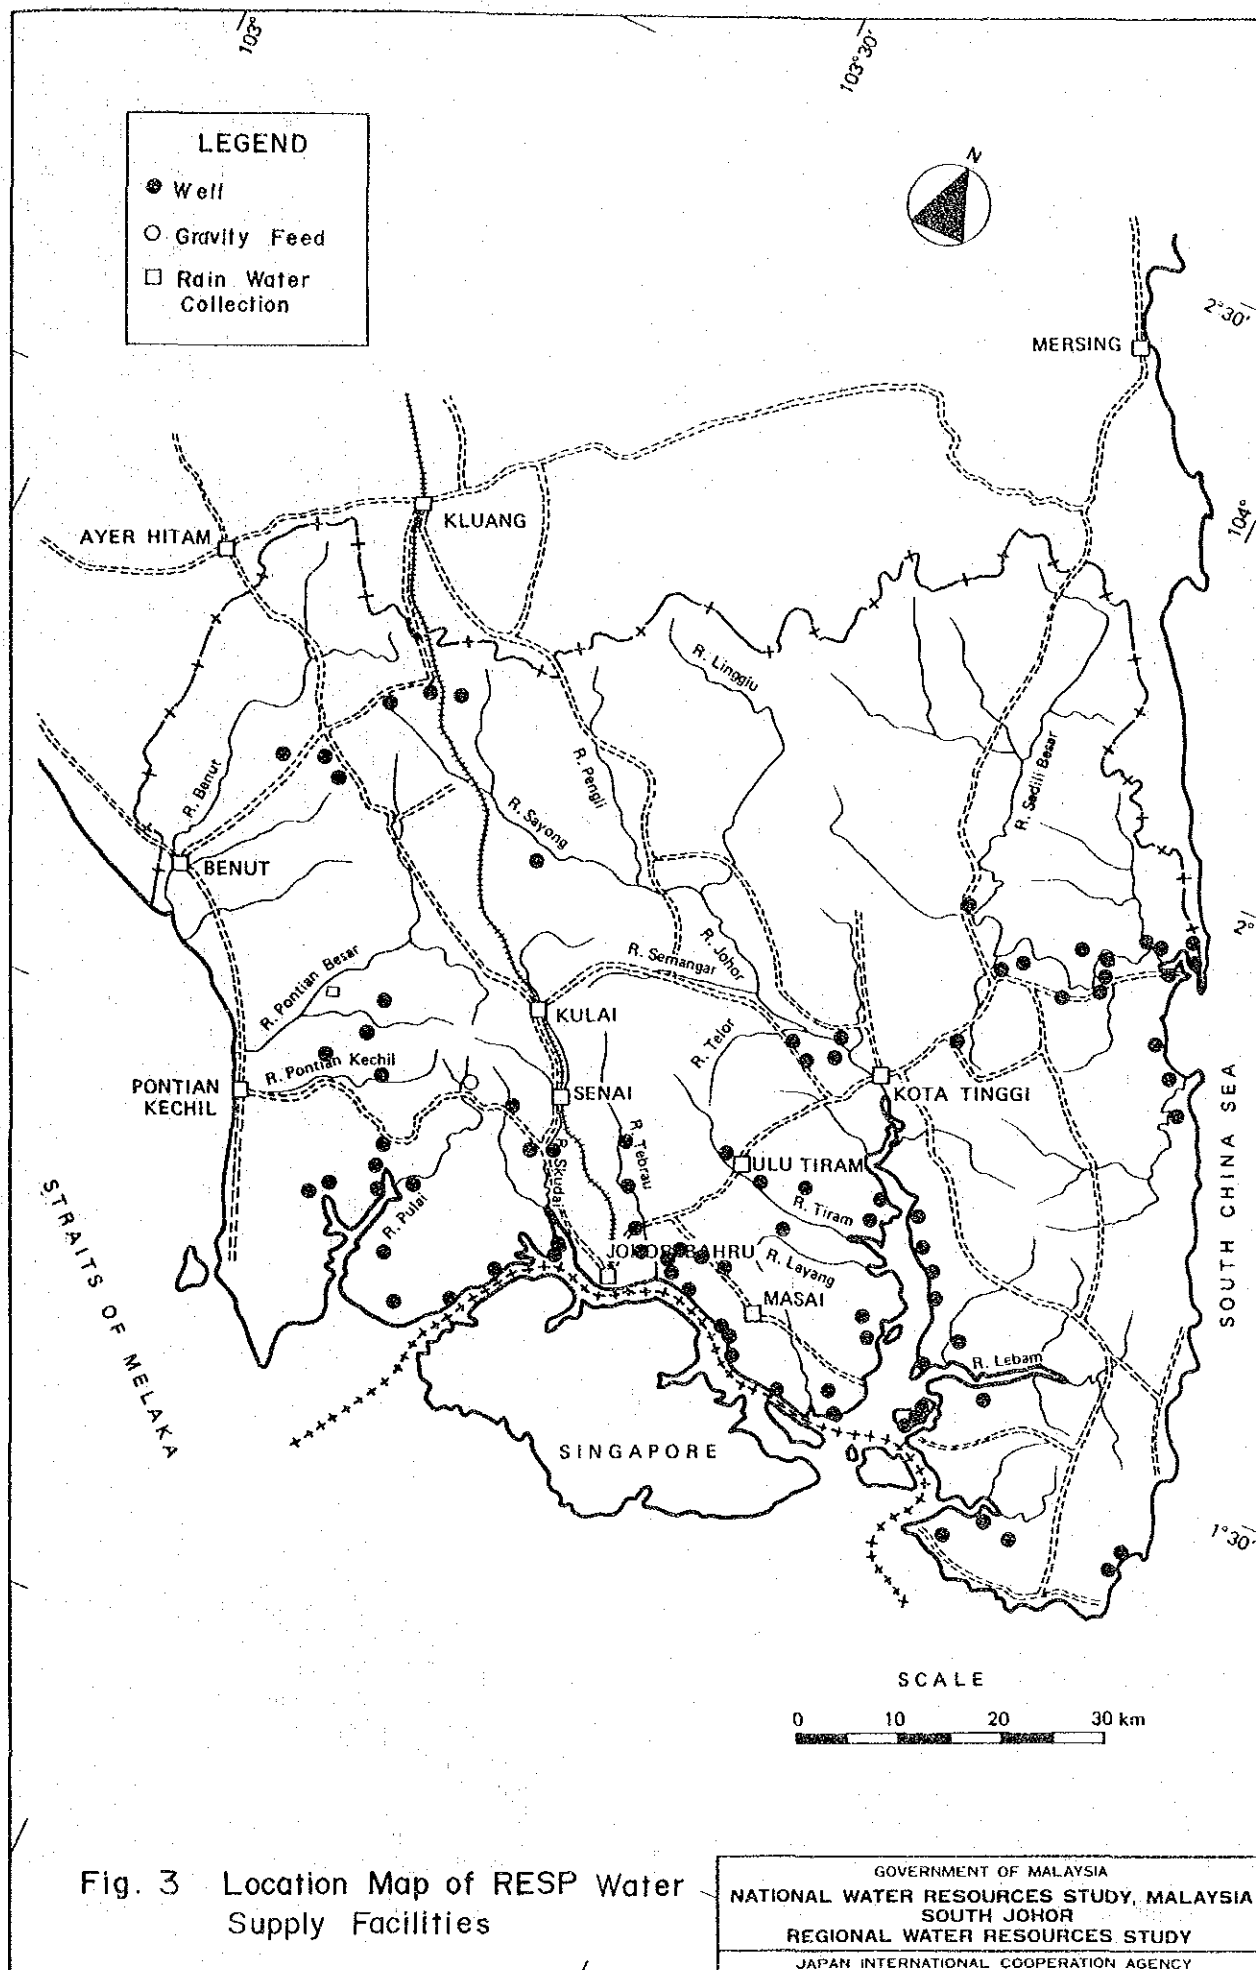 103°
103°30'
LEGEND
Well
Gravity Feed
Rain Water
Collection
N
2°30'
MERSING
104°
KLUANG
AYER HITAM
R. Linggiu
R. Benut
R. Pengli
R. Sedili Besar
R. Sayong
BENUT
2°
R. Johor
R. Semangar
R. Pontian Besar
KULAI
R. Telor
R. Pontian Kechil
PONTIAN
KECHIL
SENAI
KOTA TINGGI
R. Tebrau
R. Skudai
ULU TIRAM
R. Tiram
R. Pulai
JOHOR BAHRU
R. Layang
MASAI
R. Lebam
SOUTH CHINA SEA
STRAITS OF MELAKA
SINGAPORE
1°30'
SCALE
0 10 20 30 km
Fig. 3 Location Map of RESP Water
Supply Facilities
GOVERNMENT OF MALAYSIA
NATIONAL WATER RESOURCES STUDY, MALAYSIA
SOUTH JOHOR
REGIONAL WATER RESOURCES STUDY
JAPAN INTERNATIONAL COOPERATION AGENCY